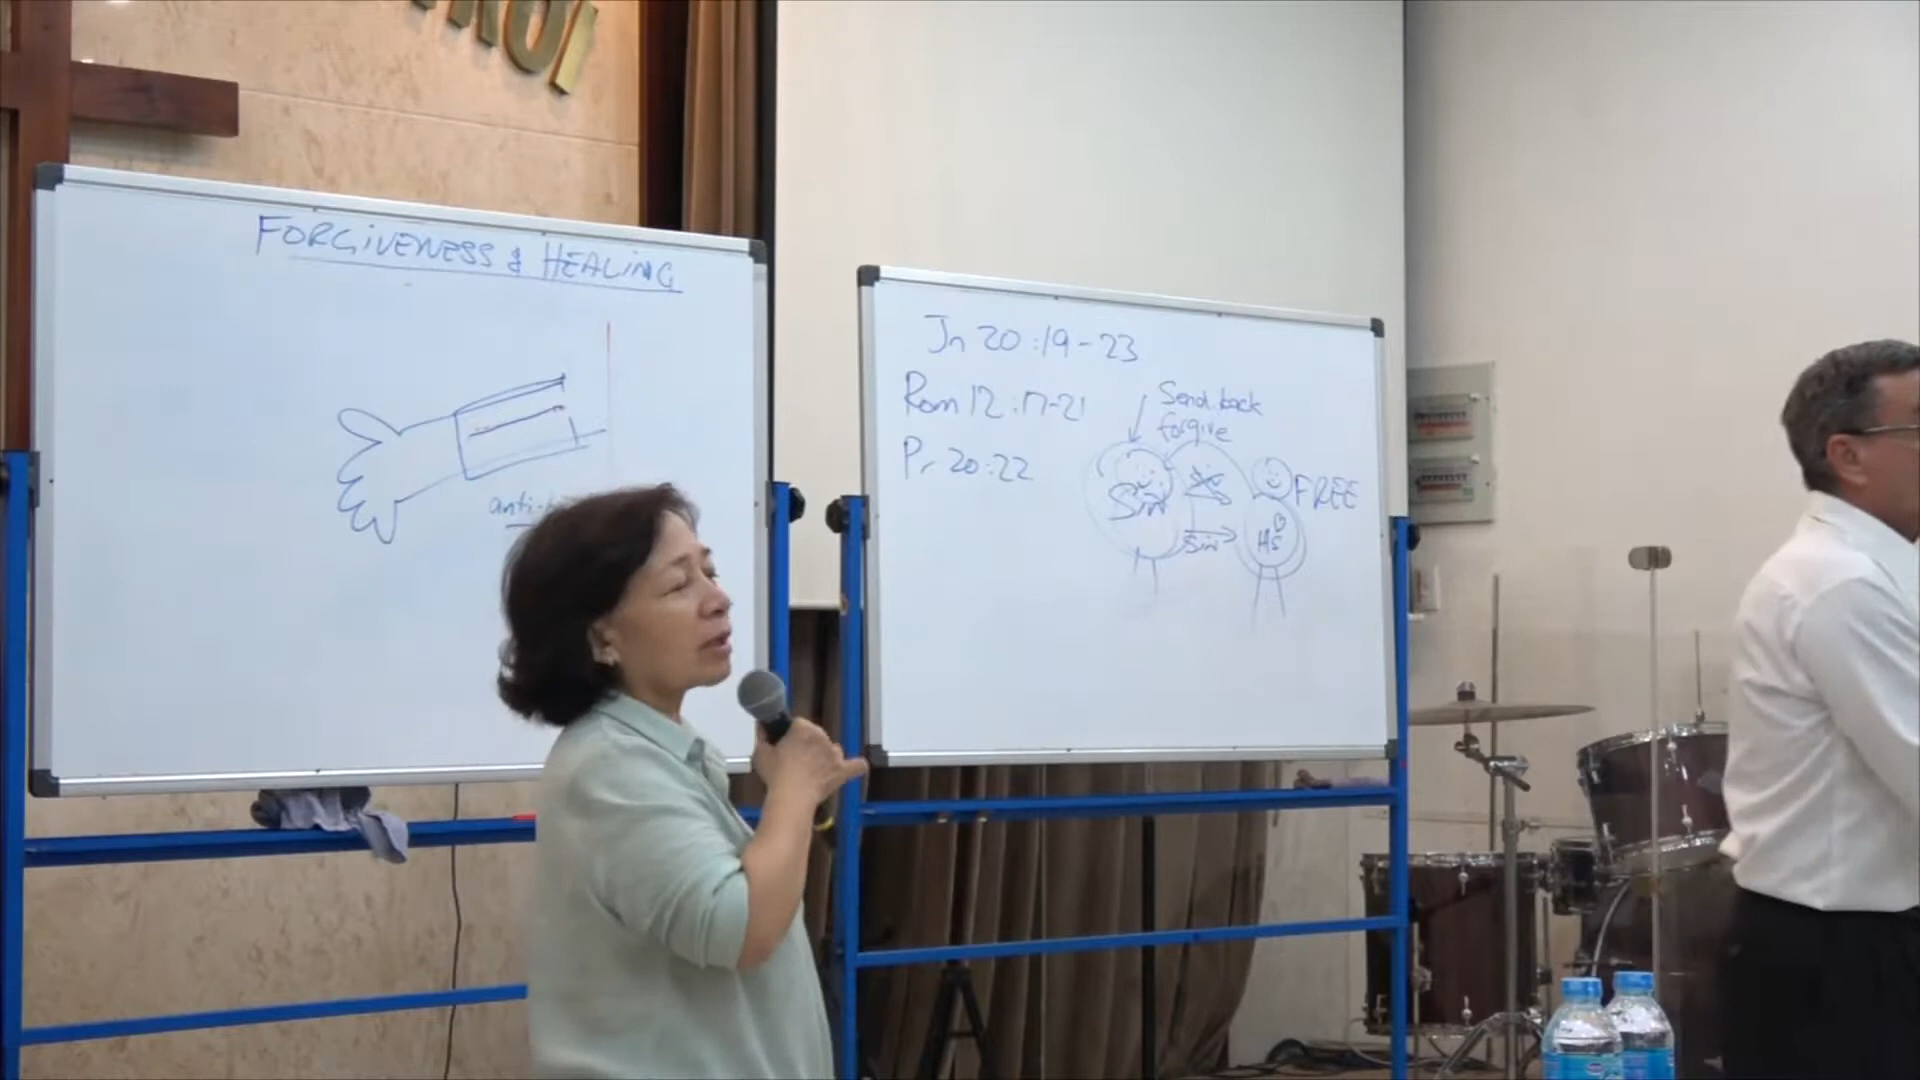 FORGIVENESS & HEALING
Jn 20:19-23
Rom 12:17-21
Pr 20:22
Send back
forgive
Sin
FREE
Sin
HS